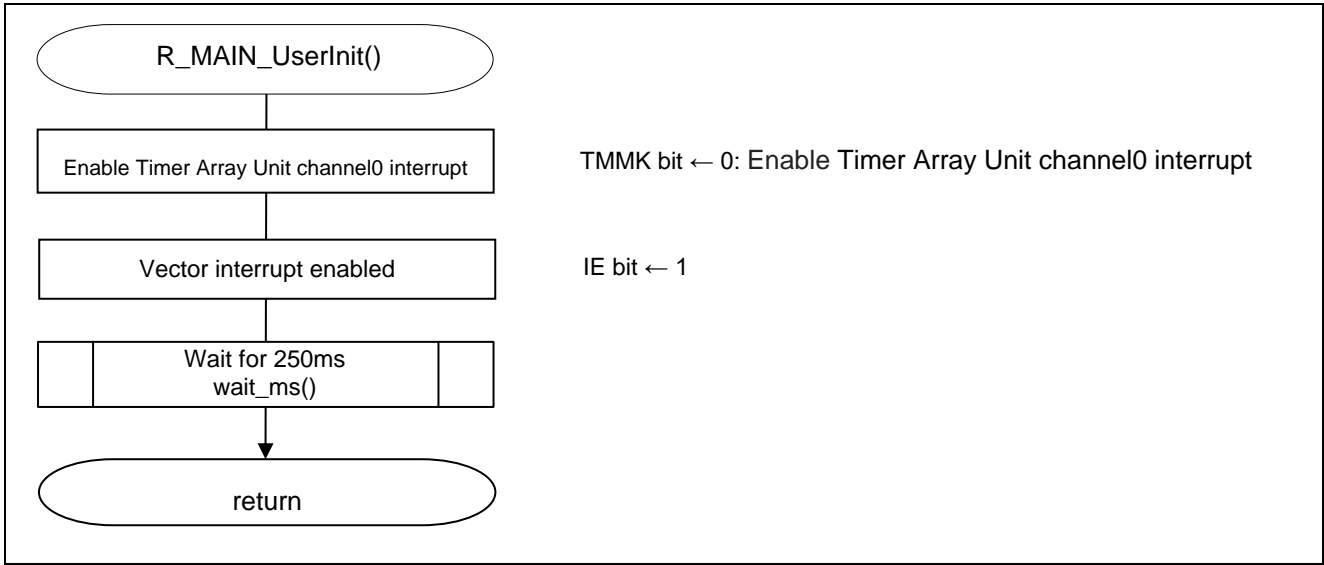 R_MAIN_UserInit()
Enable Timer Array Unit channel0 interrupt
TMMK bit ← 0: Enable Timer Array Unit channel0 interrupt
Vector interrupt enabled
IE bit ← 1
Wait for 250ms
wait_ms()
return